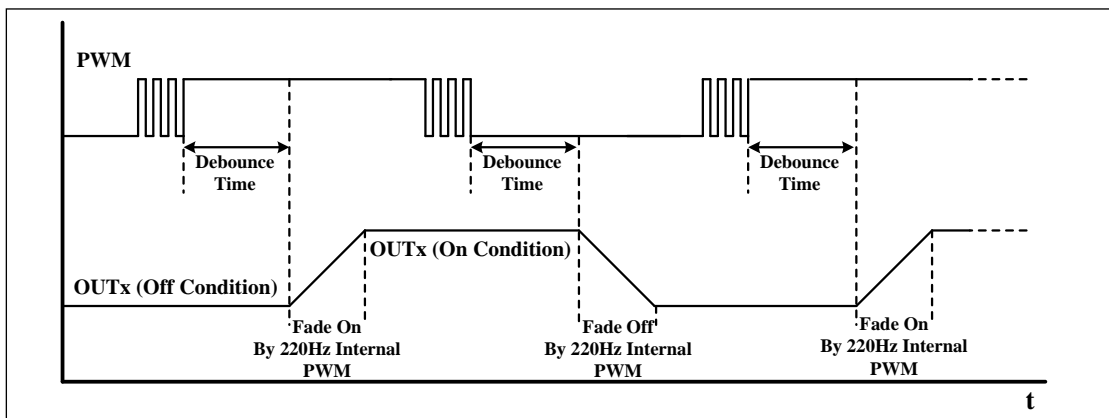 PWM
Debounce
Time
Debounce
Time
Debounce
Time
OUTx (Off Condition)
OUTx (On Condition)
Fade On
By 220Hz Internal
PWM
Fade Off
By 220Hz Internal
PWM
Fade On
By 220Hz Internal
PWM
t